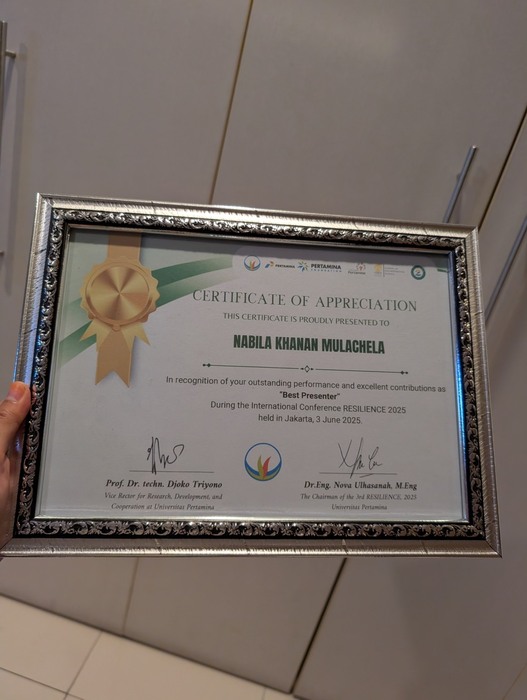 PERTAMINA
PERTAMINA
FOUNDATION
CERTIFICATE OF APPRECIATION
THIS CERTIFICATE IS PROUDLY PRESENTED TO
NABILA KHANAN MULACHELA
In recognition of your outstanding performance and excellent contributions as
"Best Presenter"
During the International Conference RESILIENCE 2025
held in Jakarta, 3 June 2025.
Prof. Dr. techn. Djoko Triyono
Vice Rector for Research, Development, and
Cooperation at Universitas Pertamina
Dr.Eng. Nova Ulhasanah, M.Eng
The Chairman of the 3rd RESILIENCE, 2025
Universitas Pertamina